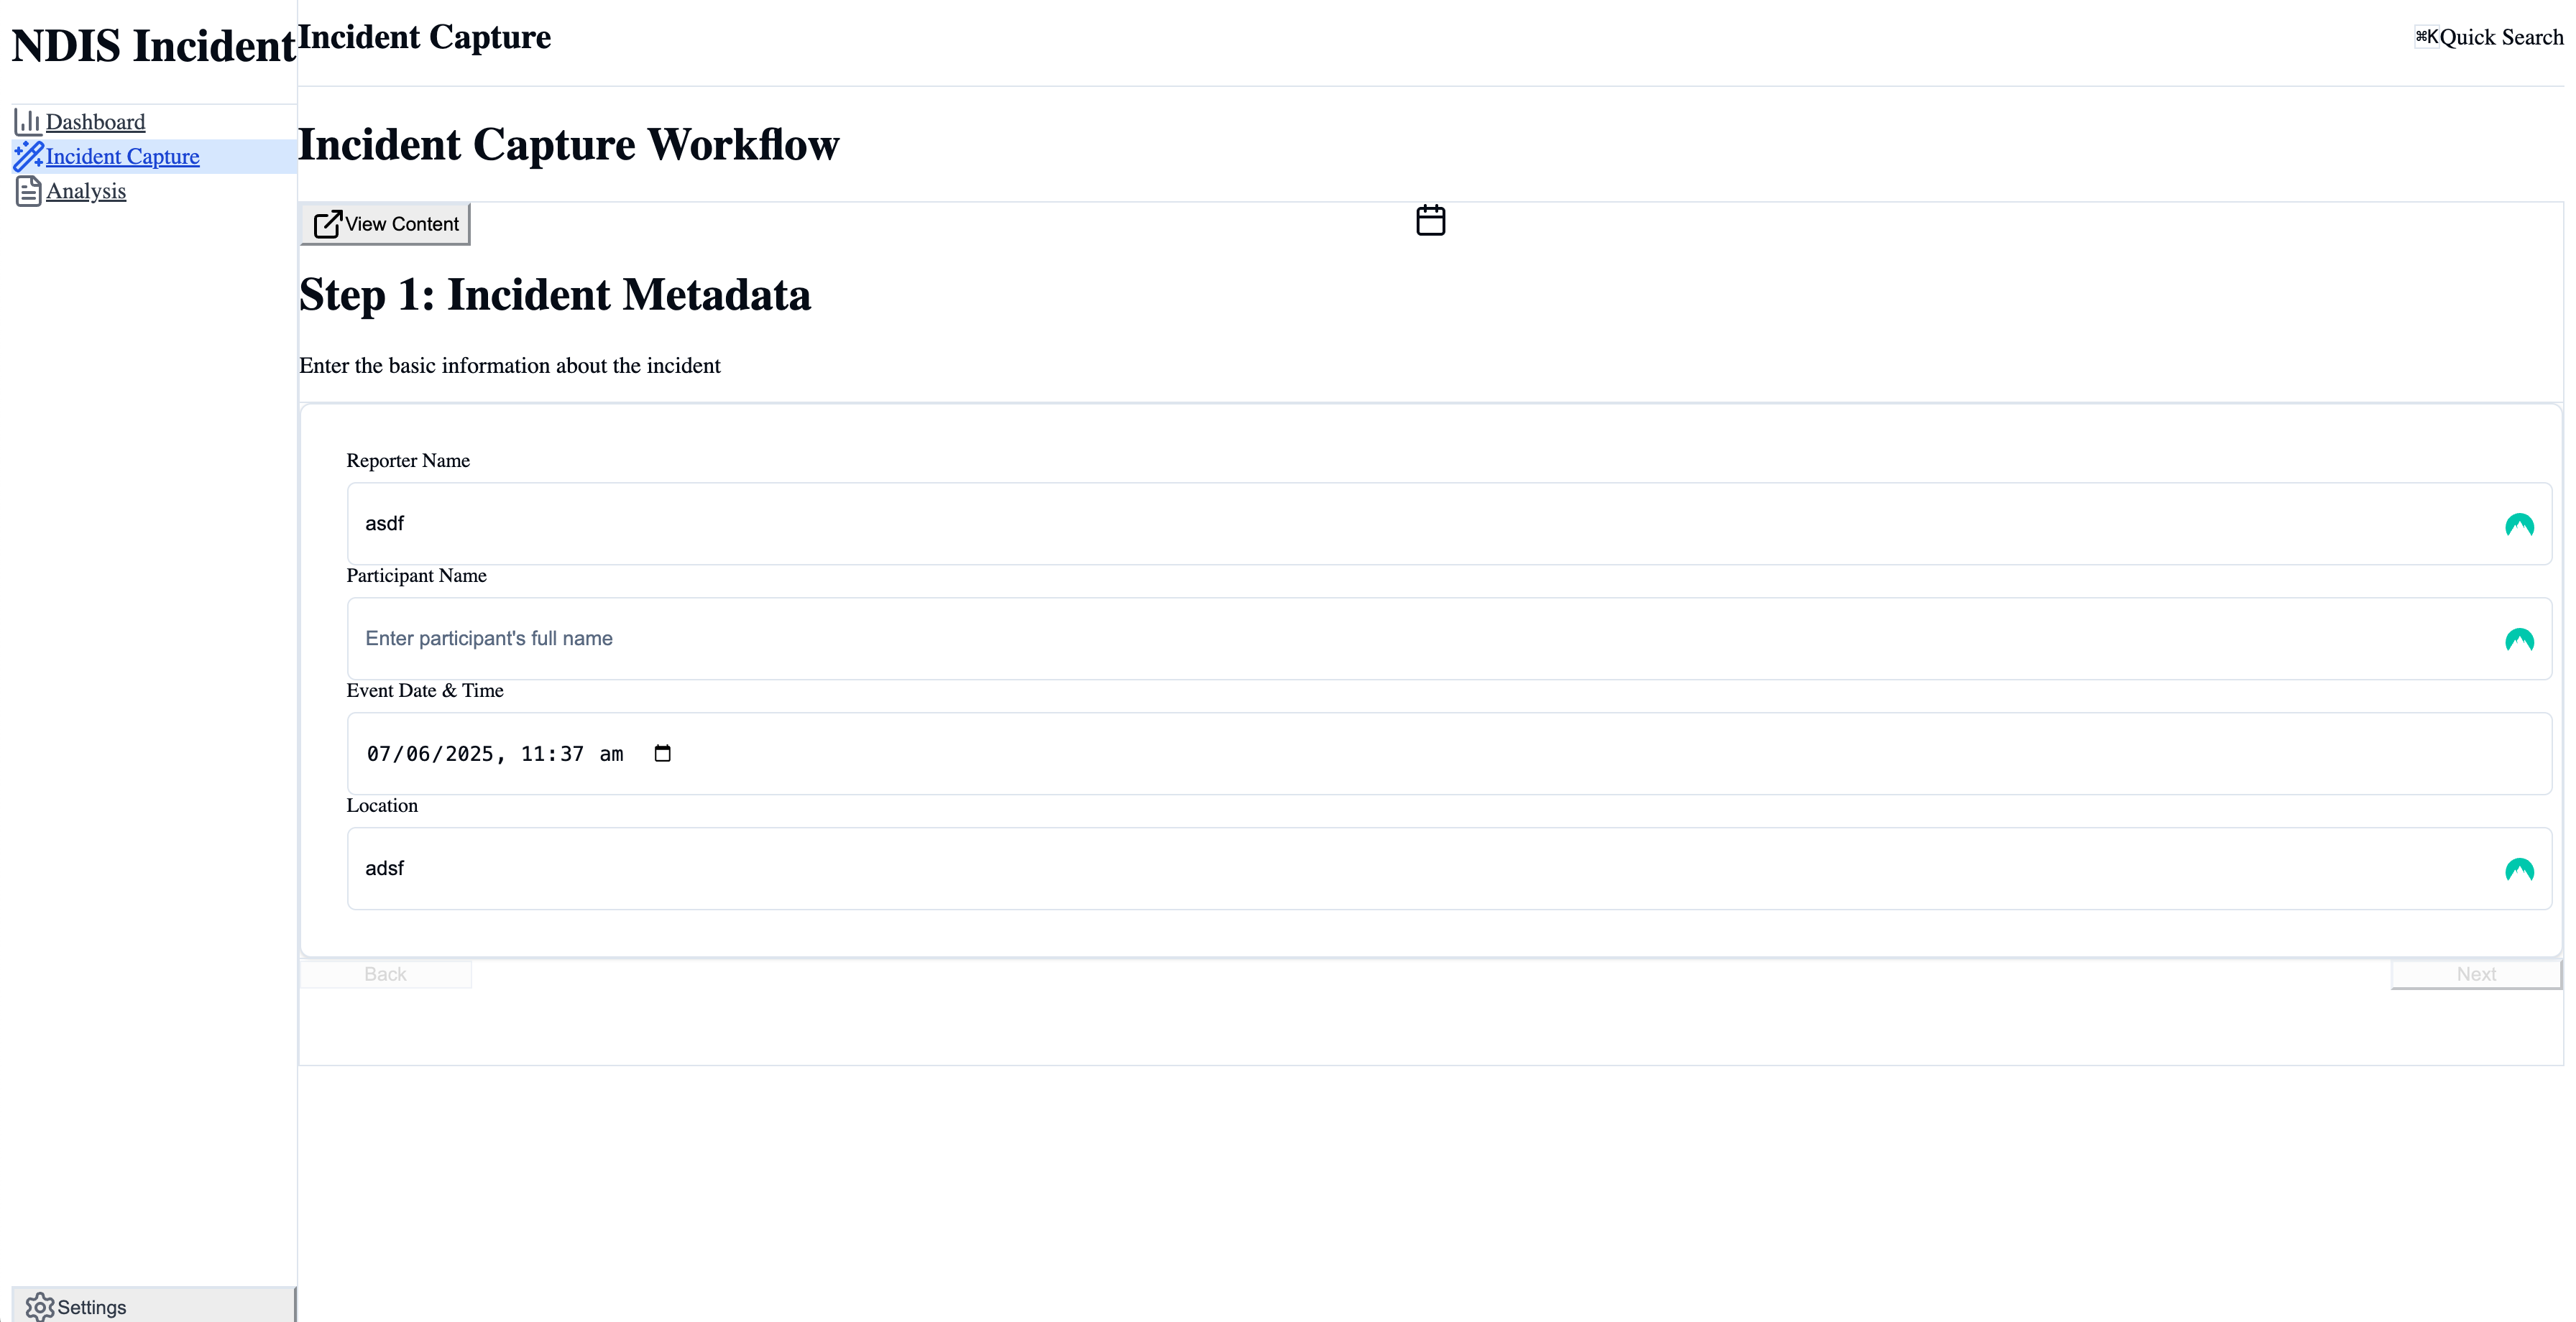 NDIS Incident
Dashboard
Incident Capture
Analysis
Settings
Incident Capture
⌘K Quick Search
Incident Capture Workflow
View Content
Step 1: Incident Metadata
Enter the basic information about the incident
Reporter Name
asdf
Participant Name
Enter participant's full name
Event Date & Time
07/06/2025, 11:37 am
Location
adsf
Back
Next